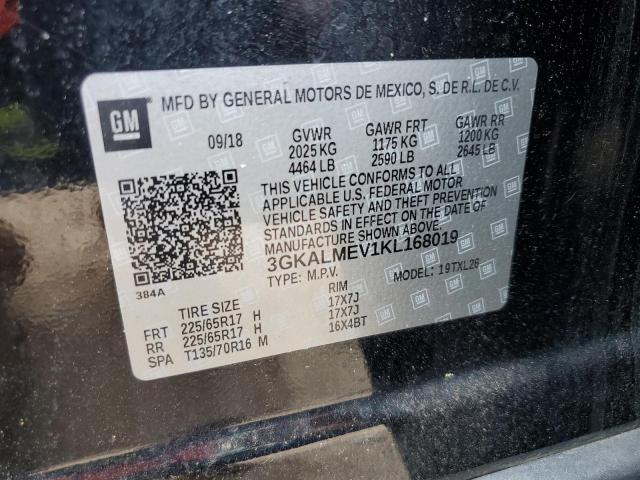 GM
MFD BY GENERAL MOTORS DE MEXICO, S. DE R.L. DE C.V.
09/18 GVWR GAWR FRT GAWR RR
2025 KG 1175 KG 1200 KG
4464 LB 2590 LB 2645 LB
THIS VEHICLE CONFORMS TO ALL
APPLICABLE U.S. FEDERAL MOTOR
VEHICLE SAFETY AND THEFT PREVENTION
STANDARDS IN EFFECT ON THE DATE OF
MANUFACTURE SHOWN ABOVE.
3GKALMEV1KL168019
TYPE: M.P.V. MODEL: 19TXL26
384A
TIRE SIZE RIM
FRT 225/65R17 H 17X7J
RR 225/65R17 H 17X7J
SPA T135/70R16 M 16X4BT